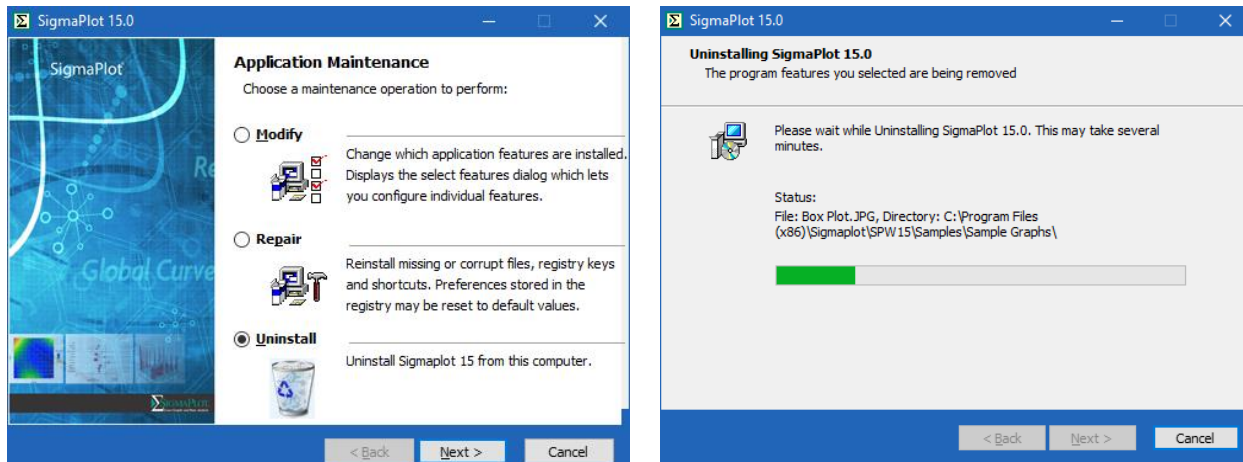 SigmaPlot 15.0
SigmaPlot
Global Curve
SIGMAPLOT
Application Maintenance
Choose a maintenance operation to perform:
Modify
Change which application features are installed.
Displays the select features dialog which lets
you configure individual features.
Repair
Reinstall missing or corrupt files, registry keys
and shortcuts. Preferences stored in the
registry may be reset to default values.
Uninstall
Uninstall Sigmaplot 15 from this computer.
< Back Next > Cancel
SigmaPlot 15.0
Uninstalling SigmaPlot 15.0
The program features you selected are being removed
Please wait while Uninstalling SigmaPlot 15.0. This may take several
minutes.
Status:
File: Box Plot.JPG, Directory: C:\Program Files
(x86)\Sigmaplot\SPW15\Samples\Sample Graphs\
< Back Next > Cancel